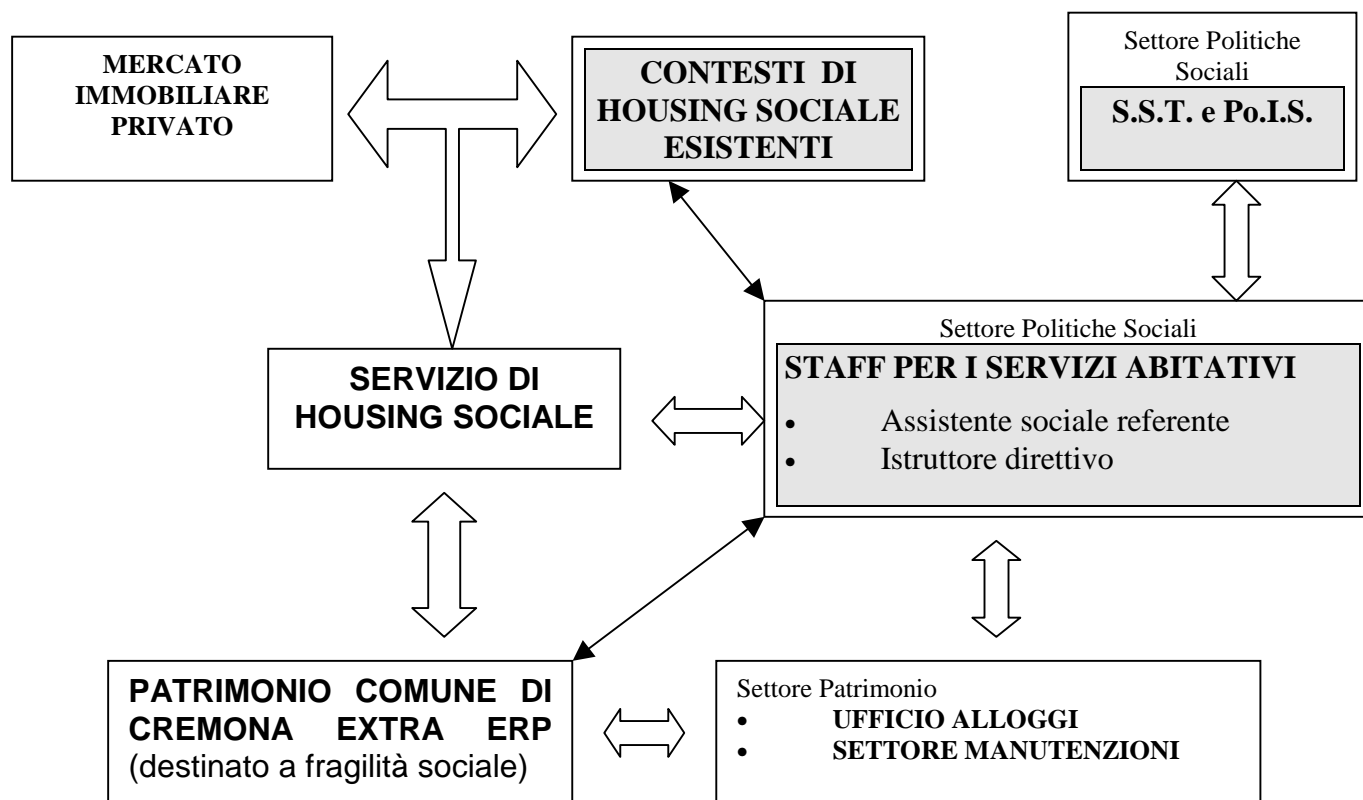 MERCATO
IMMOBILIARE
PRIVATO
CONTESTI DI
HOUSING SOCIALE
ESISTENTI
Settore Politiche
Sociali
S.S.T. e Po.I.S.
SERVIZIO DI
HOUSING SOCIALE
Settore Politiche Sociali
STAFF PER I SERVIZI ABITATIVI
• Assistente sociale referente
• Istruttore direttivo
PATRIMONIO COMUNE DI
CREMONA EXTRA ERP
(destinato a fragilità sociale)
Settore Patrimonio
• UFFICIO ALLOGGI
• SETTORE MANUTENZIONI